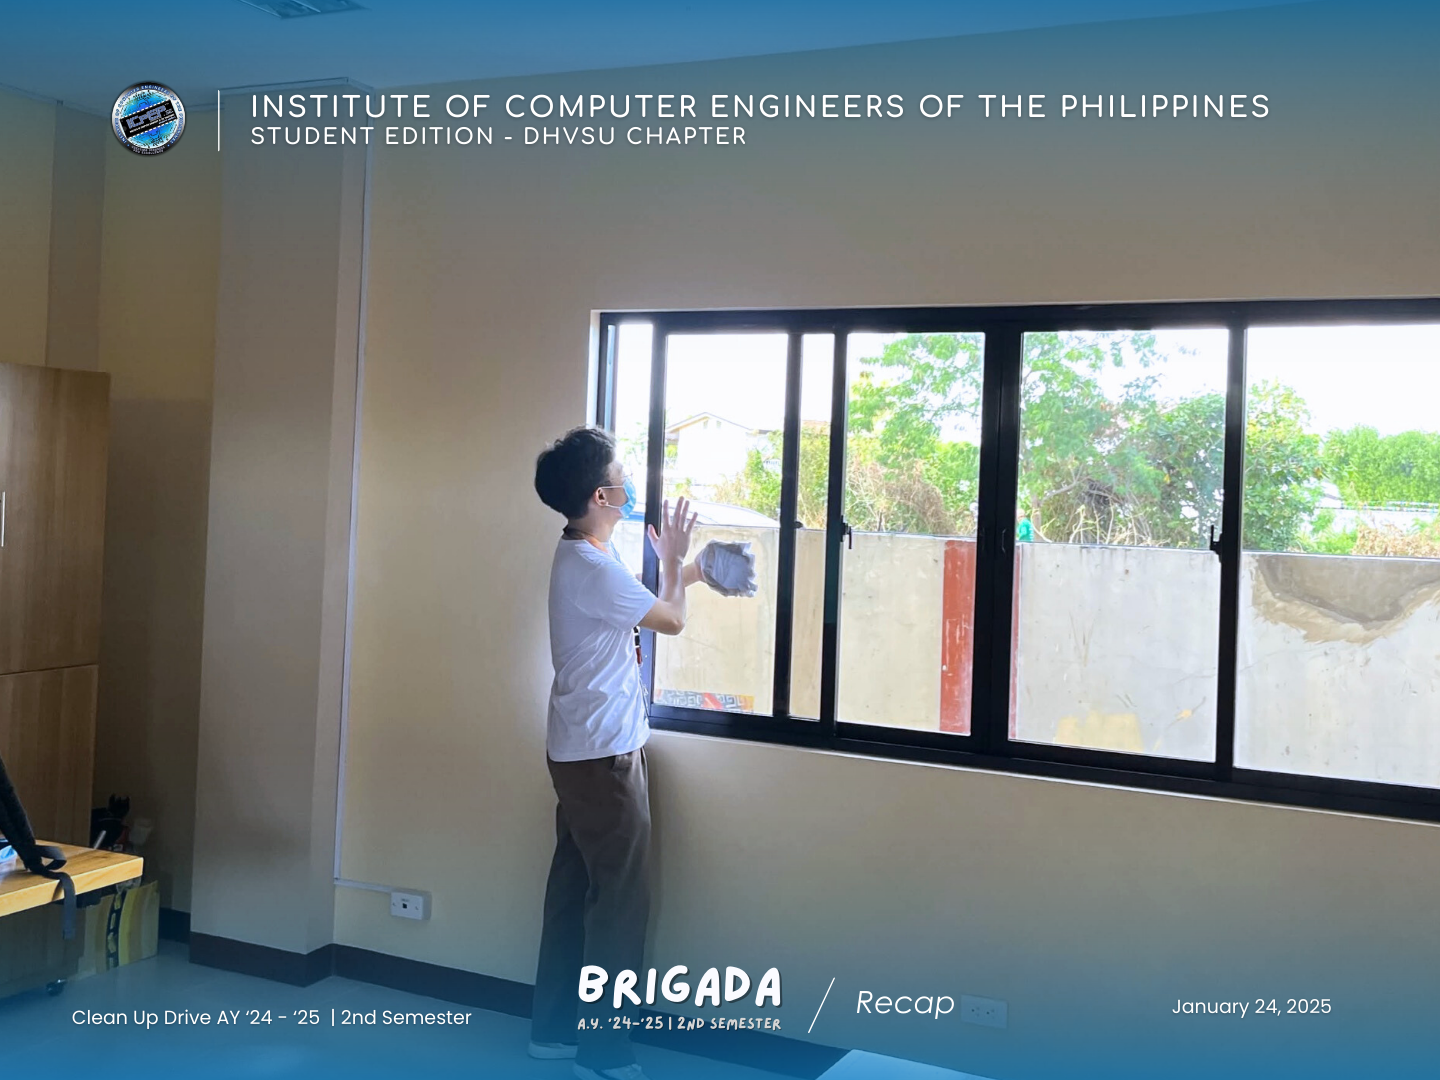 INSTITUTE OF COMPUTER ENGINEERS OF THE PHILIPPINES
STUDENT EDITION - DHVSU CHAPTER
BRIGADA
A.Y. '24-'25 | 2ND SEMESTER
Recap
Clean Up Drive AY ‘24 - ‘25 | 2nd Semester
January 24, 2025